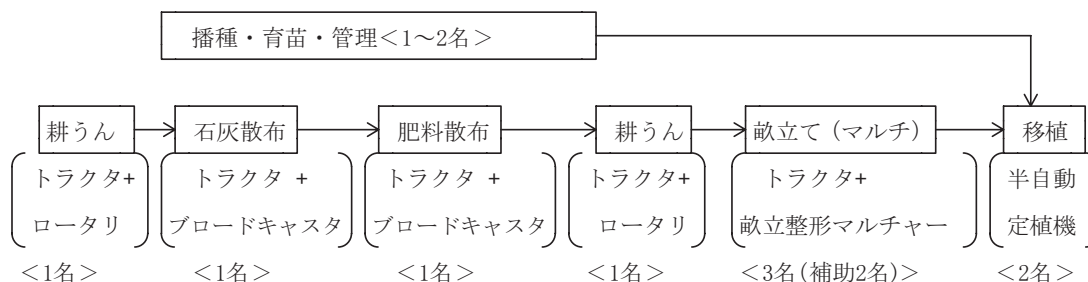 播種・育苗・管理＜1～2名＞
耕うん 石灰散布 肥料散布 耕うん 畝立て（マルチ） 移植
トラクタ+ トラクタ + トラクタ + トラクタ+ トラクタ+ 半自動
ロータリ ブロードキャスタ ブロードキャスタ ロータリ 畝立整形マルチャー 定植機
＜1名＞ ＜1名＞ ＜1名＞ ＜1名＞ ＜3名(補助2名)＞ ＜2名＞